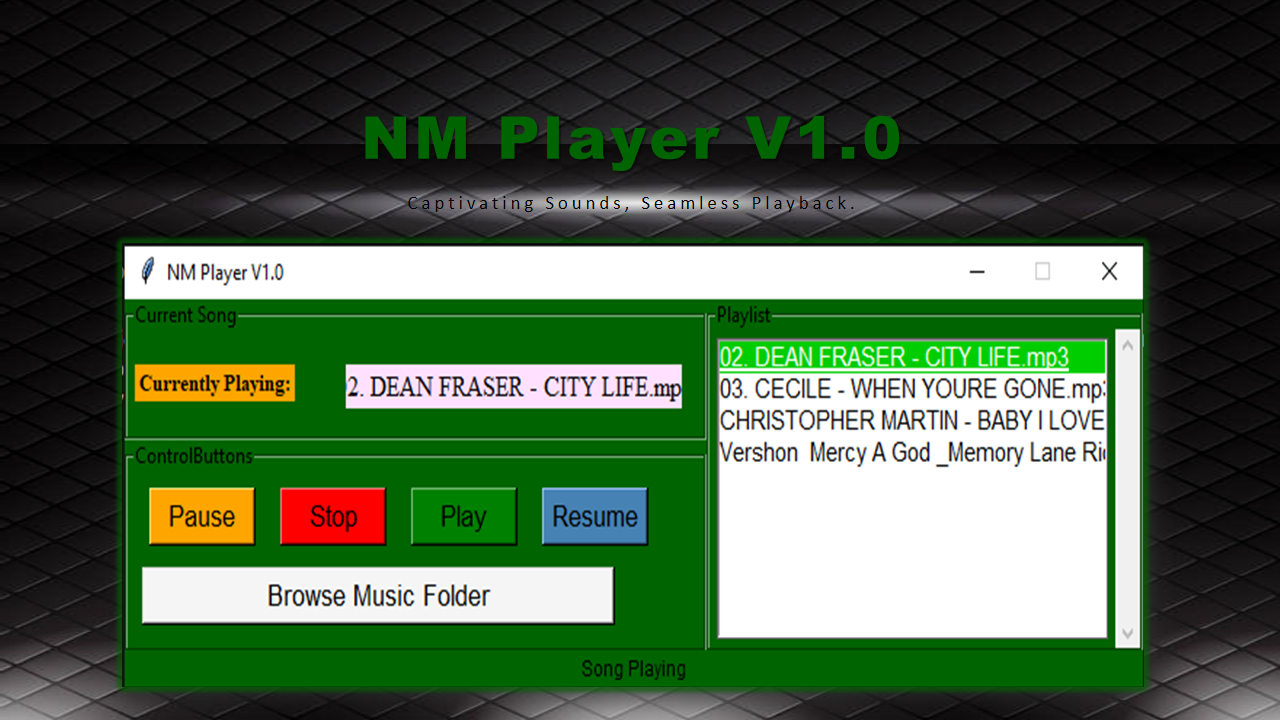 NM Player V1.0
Captivating Sounds, Seamless Playback.
NM Player V1.0
Current Song
Currently Playing:
2. DEAN FRASER - CITY LIFE.mp
ControlButtons
Pause
Stop
Play
Resume
Browse Music Folder
Playlist
02. DEAN FRASER - CITY LIFE.mp3
03. CECILE - WHEN YOURE GONE.mp3
CHRISTOPHER MARTIN - BABY I LOVE
Vershon  Mercy A God _Memory Lane Ri
Song Playing